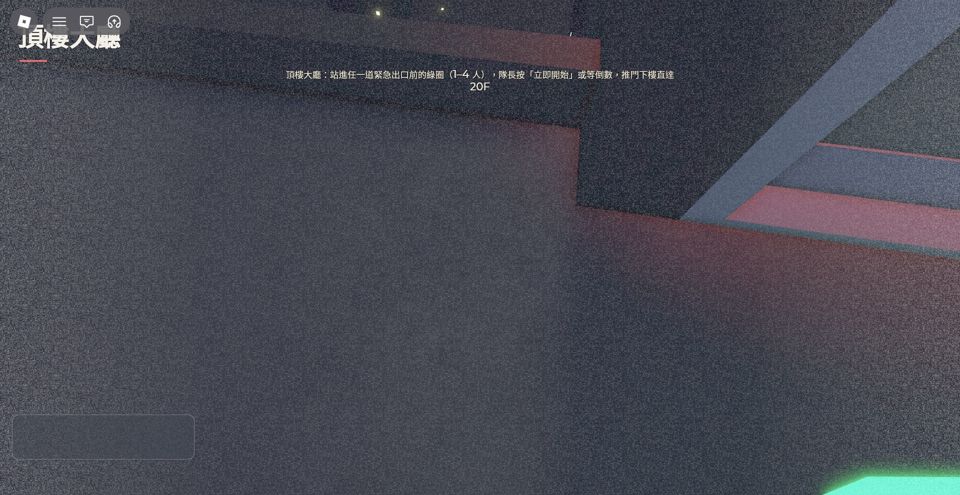 頂樓大廳
頂樓大廳：站進任一道緊急出口前的綠圈（1–4 人），隊長按「立即開始」或等倒數，推門下樓直達
20F